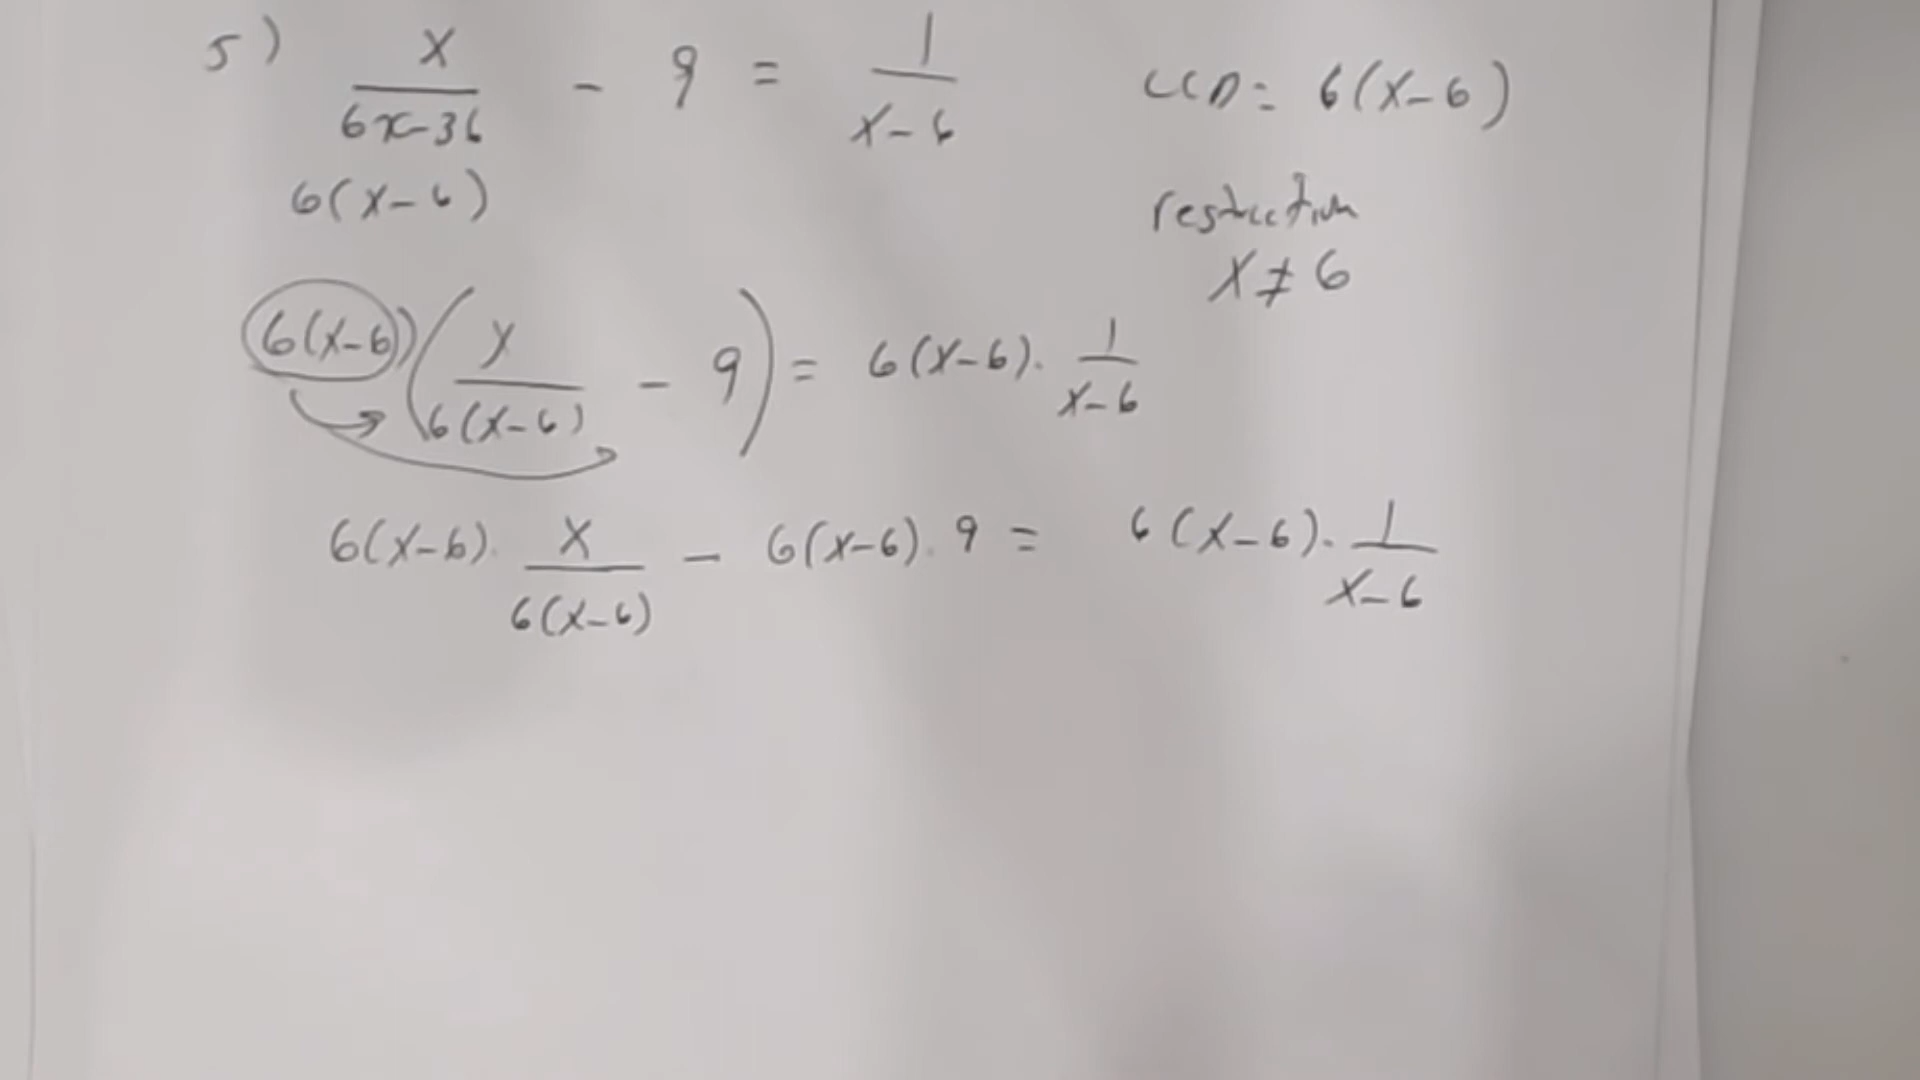 5) x/(6x-36) - 9 = 1/(x-6) LCD = 6(x-6)
6(x-6) restriction
x ≠ 6
6(x-6) (x/(6(x-6)) - 9) = 6(x-6) · 1/(x-6)
6(x-6) · x/(6(x-6)) - 6(x-6) · 9 = 6(x-6) · 1/(x-6)